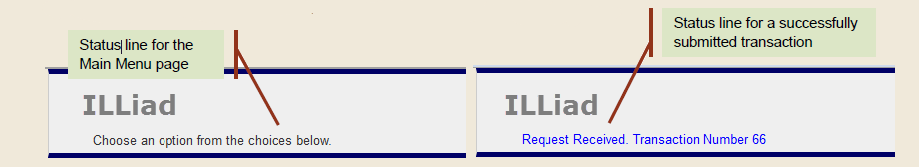 Status line for the
Main Menu page
ILLiad
Choose an option from the choices below.
Status line for a successfully
submitted transaction
ILLiad
Request Received. Transaction Number 66